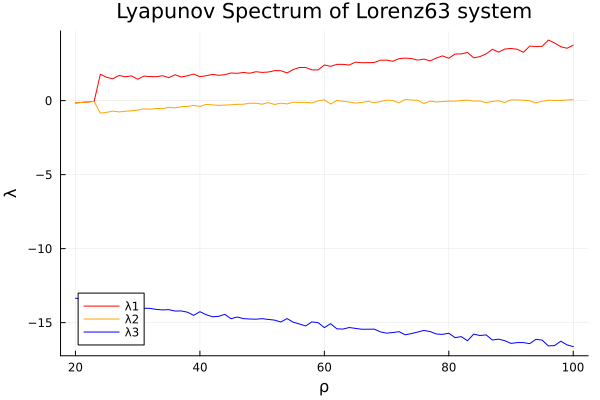 Lyapunov Spectrum of Lorenz63 system
λ
0
−5
−10
−15
λ1
λ2
λ3
20 40 60 80 100
ρ